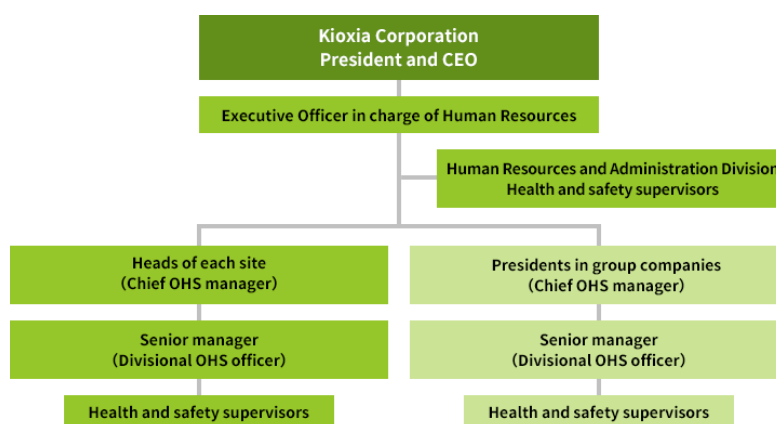 Kioxia Corporation
President and CEO
Executive Officer in charge of Human Resources
Human Resources and Administration Division
Health and safety supervisors
Heads of each site
（Chief OHS manager）
Presidents in group companies
（Chief OHS manager）
Senior manager
（Divisional OHS officer）
Senior manager
（Divisional OHS officer）
Health and safety supervisors
Health and safety supervisors